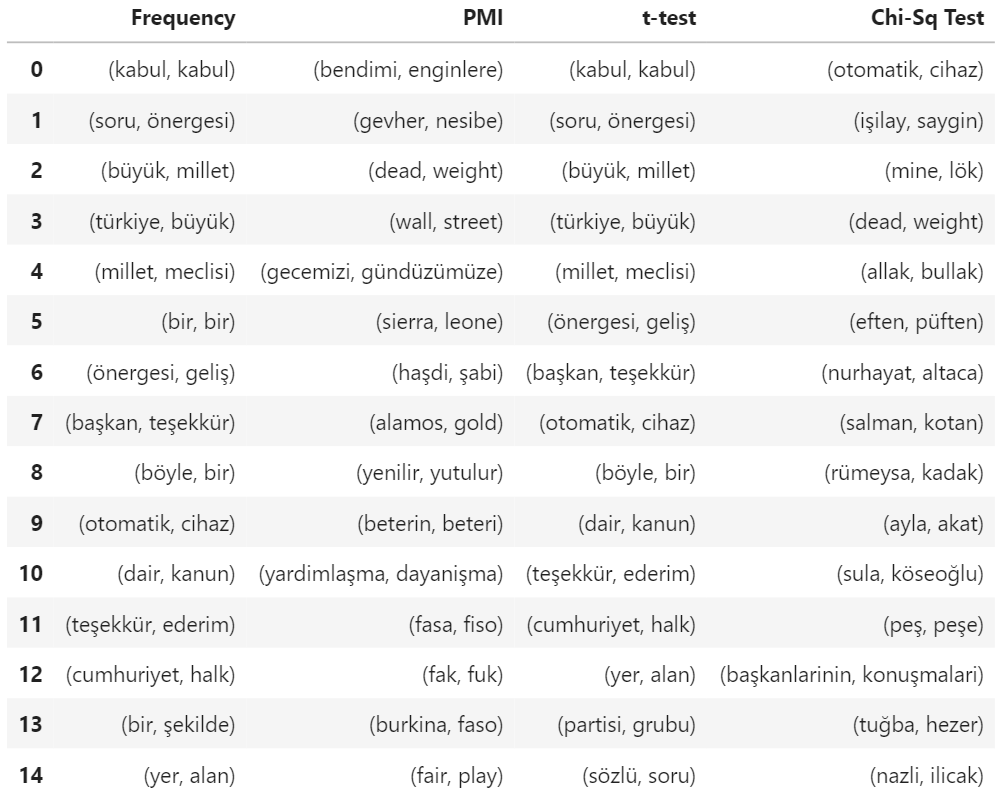 Frequency PMI t-test Chi-Sq Test
0 (kabul, kabul) (bendimi, enginlere) (kabul, kabul) (otomatik, cihaz)
1 (soru, önergesi) (gevher, nesibe) (soru, önergesi) (işilay, saygin)
2 (büyük, millet) (dead, weight) (büyük, millet) (mine, lök)
3 (türkiye, büyük) (wall, street) (türkiye, büyük) (dead, weight)
4 (millet, meclisi) (gecemizi, gündüzümüze) (millet, meclisi) (allak, bullak)
5 (bir, bir) (sierra, leone) (önergesi, geliş) (eften, püften)
6 (önergesi, geliş) (haşdi, şabi) (başkan, teşekkür) (nurhayat, altaca)
7 (başkan, teşekkür) (alamos, gold) (otomatik, cihaz) (salman, kotan)
8 (böyle, bir) (yenilir, yutulur) (böyle, bir) (rümeysa, kadak)
9 (otomatik, cihaz) (beterin, beteri) (dair, kanun) (ayla, akat)
10 (dair, kanun) (yardimlaşma, dayanişma) (teşekkür, ederim) (sula, köseoğlu)
11 (teşekkür, ederim) (fasa, fiso) (cumhuriyet, halk) (peş, peşe)
12 (cumhuriyet, halk) (fak, fuk) (yer, alan) (başkanlarinin, konuşmalari)
13 (bir, şekilde) (burkina, faso) (partisi, grubu) (tuğba, hezer)
14 (yer, alan) (fair, play) (sözlü, soru) (nazli, ilicak)